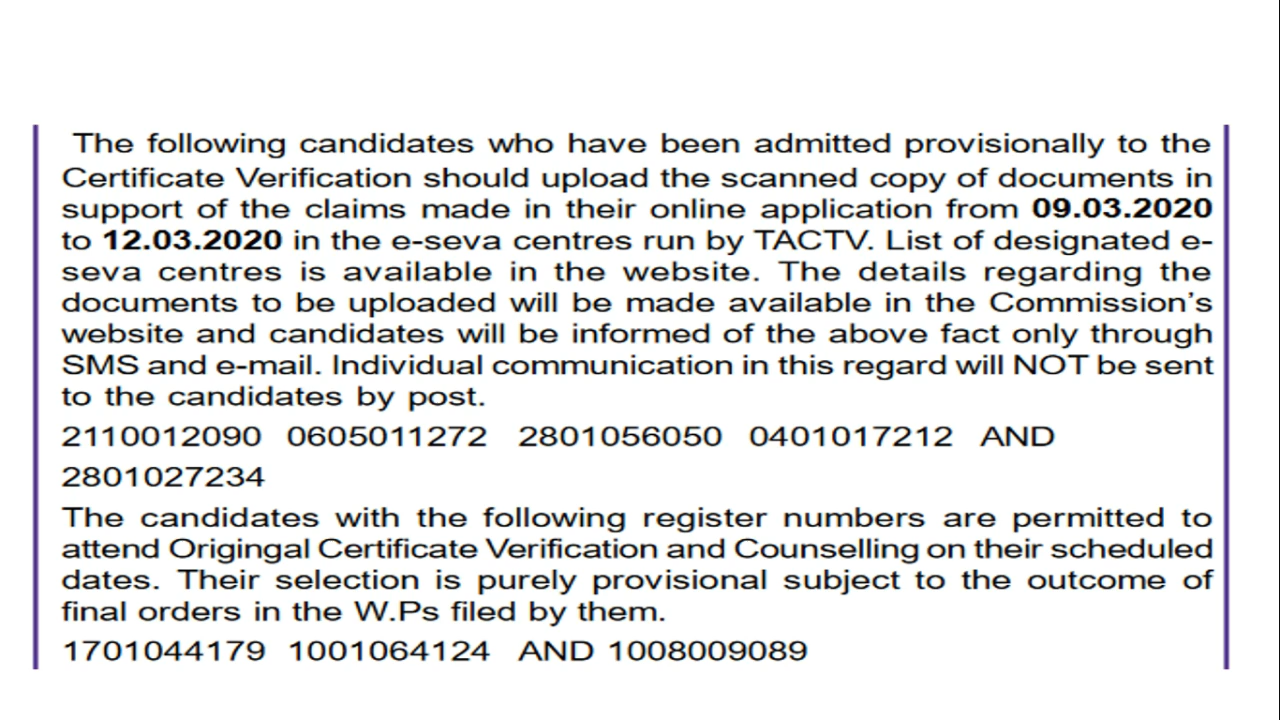 The following candidates who have been admitted provisionally to the
Certificate Verification should upload the scanned copy of documents in
support of the claims made in their online application from 09.03.2020
to 12.03.2020 in the e-seva centres run by TACTV. List of designated e-
seva centres is available in the website. The details regarding the
documents to be uploaded will be made available in the Commission's
website and candidates will be informed of the above fact only through
SMS and e-mail. Individual communication in this regard will NOT be sent
to the candidates by post.
2110012090 0605011272 2801056050 0401017212 AND
2801027234
The candidates with the following register numbers are permitted to
attend Origingal Certificate Verification and Counselling on their scheduled
dates. Their selection is purely provisional subject to the outcome of
final orders in the W.Ps filed by them.
1701044179 1001064124 AND 1008009089